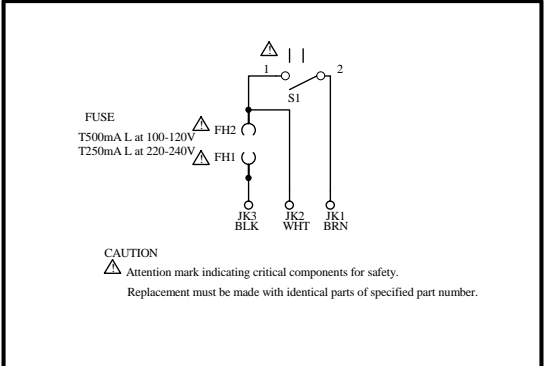 1
2
S1
FUSE
T500mA L at 100-120V
T250mA L at 220-240V
! FH2
! FH1
JK3
BLK
JK2
WHT
JK1
BRN
CAUTION
! Attention mark indicating critical components for safety.
Replacement must be made with identical parts of specified part number.